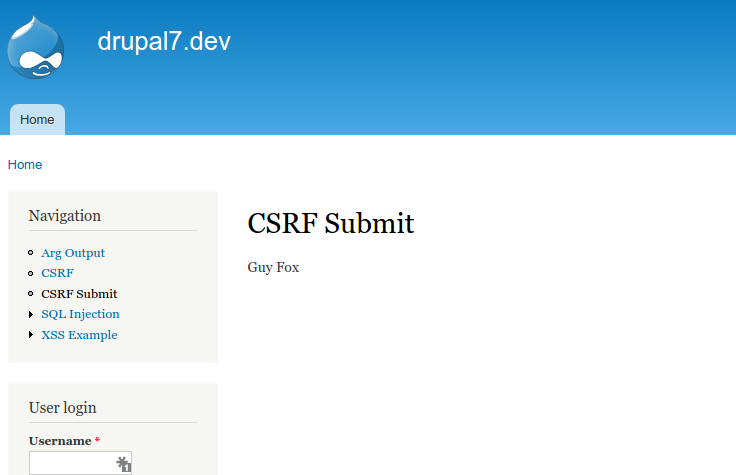 drupal7.dev
Home
Home
Navigation
Arg Output
CSRF
CSRF Submit
SQL Injection
XSS Example
CSRF Submit
Guy Fox
User login
Username *
1